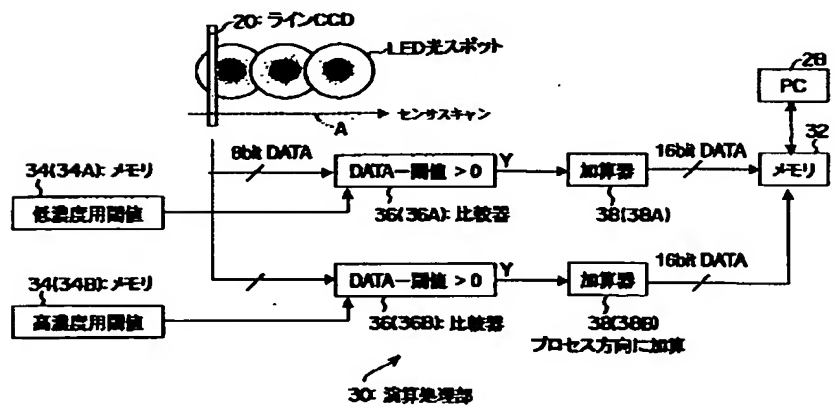 20: ラインCCD
LED光スポット
センサスキャン
A
28
PC
32
メモリ
34(34A): メモリ
低濃度用閾値
8bit DATA
DATA－閾値 > 0
Y
36(36A): 比較器
加算器
38(38A)
16bit DATA
34(34B): メモリ
高濃度用閾値
DATA－閾値 > 0
Y
36(36B): 比較器
加算器
38(38B)
プロセス方向に加算
16bit DATA
30: 演算処理部